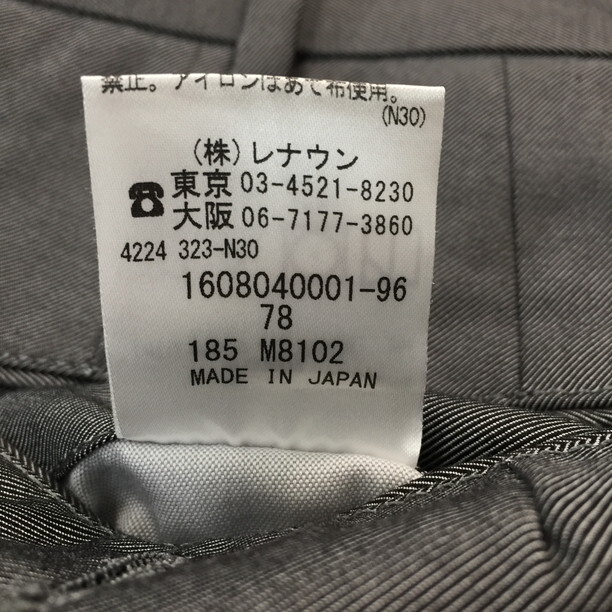 禁止。アイロンはあて布使用。
(N30)
(株)レナウン
☎東京 03-4521-8230
大阪 06-7177-3860
4224 323-N30
1608040001-96
78
185 M8102
MADE IN JAPAN